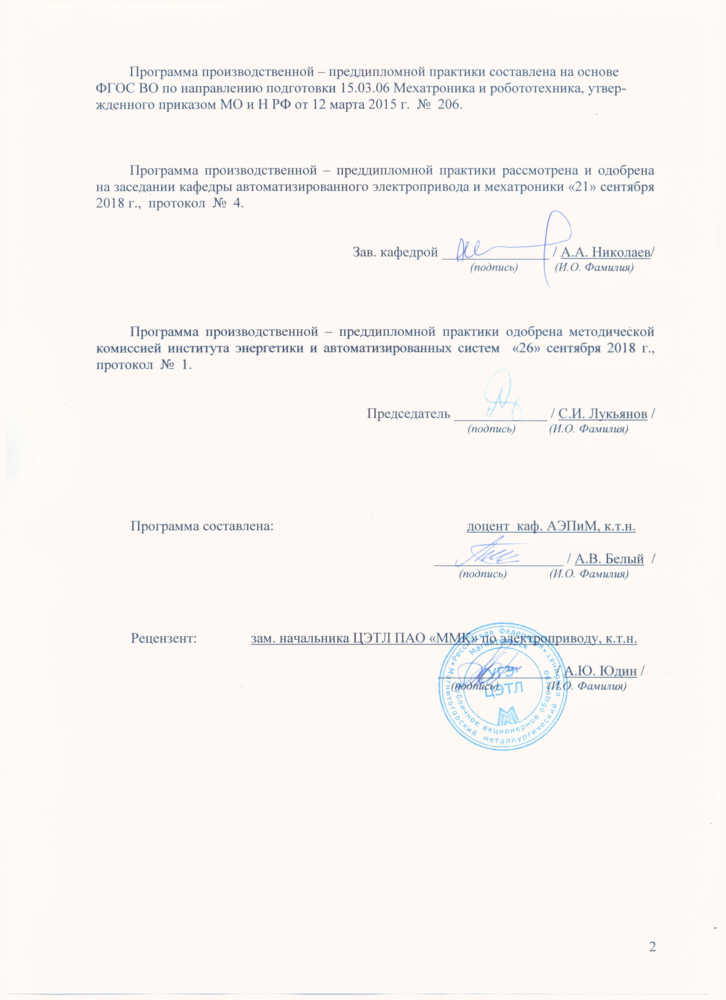 Программа производственной – преддипломной практики составлена на основе
ФГОС ВО по направлению подготовки 15.03.06 Мехатроника и робототехника, утвер-
жденного приказом МО и Н РФ от 12 марта 2015 г. № 206.
Программа производственной – преддипломной практики рассмотрена и одобрена
на заседании кафедры автоматизированного электропривода и мехатроники «21» сентября
2018 г., протокол № 4.
Зав. кафедрой ________________ / А.А. Николаев/
(подпись) (И.О. Фамилия)
Программа производственной – преддипломной практики одобрена методической
комиссией института энергетики и автоматизированных систем «26» сентября 2018 г.,
протокол № 1.
Председатель ______________ / С.И. Лукьянов /
(подпись) (И.О. Фамилия)
Программа составлена: доцент каф. АЭПиМ, к.т.н.
___________________ / А.В. Белый /
(подпись) (И.О. Фамилия)
Рецензент: зам. начальника ЦЭТЛ ПАО «ММК» по электроприводу, к.т.н.
_________________ / А.Ю. Юдин /
(подпись) (И.О. Фамилия)
*Российская Федерация*
Магнитогорск
Магнитогорский металлургический комбинат
Публичное акционерное общество
УГЭ
ЦЭТЛ
2